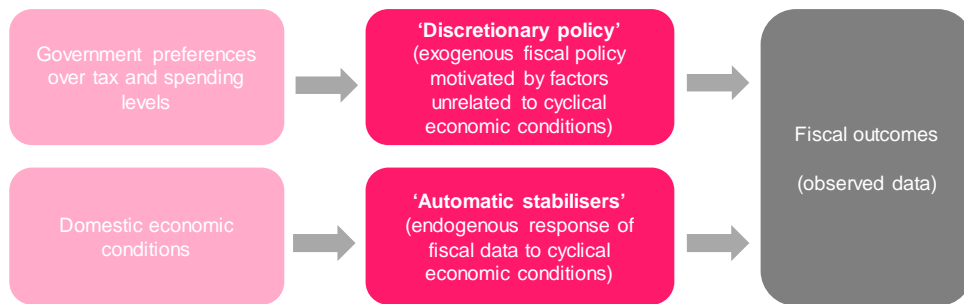 Government preferences
over tax and spending
levels
‘Discretionary policy’
(exogenous fiscal policy
motivated by factors
unrelated to cyclical
economic conditions)
Fiscal outcomes
(observed data)
Domestic economic
conditions
‘Automatic stabilisers’
(endogenous response of
fiscal data to cyclical
economic conditions)